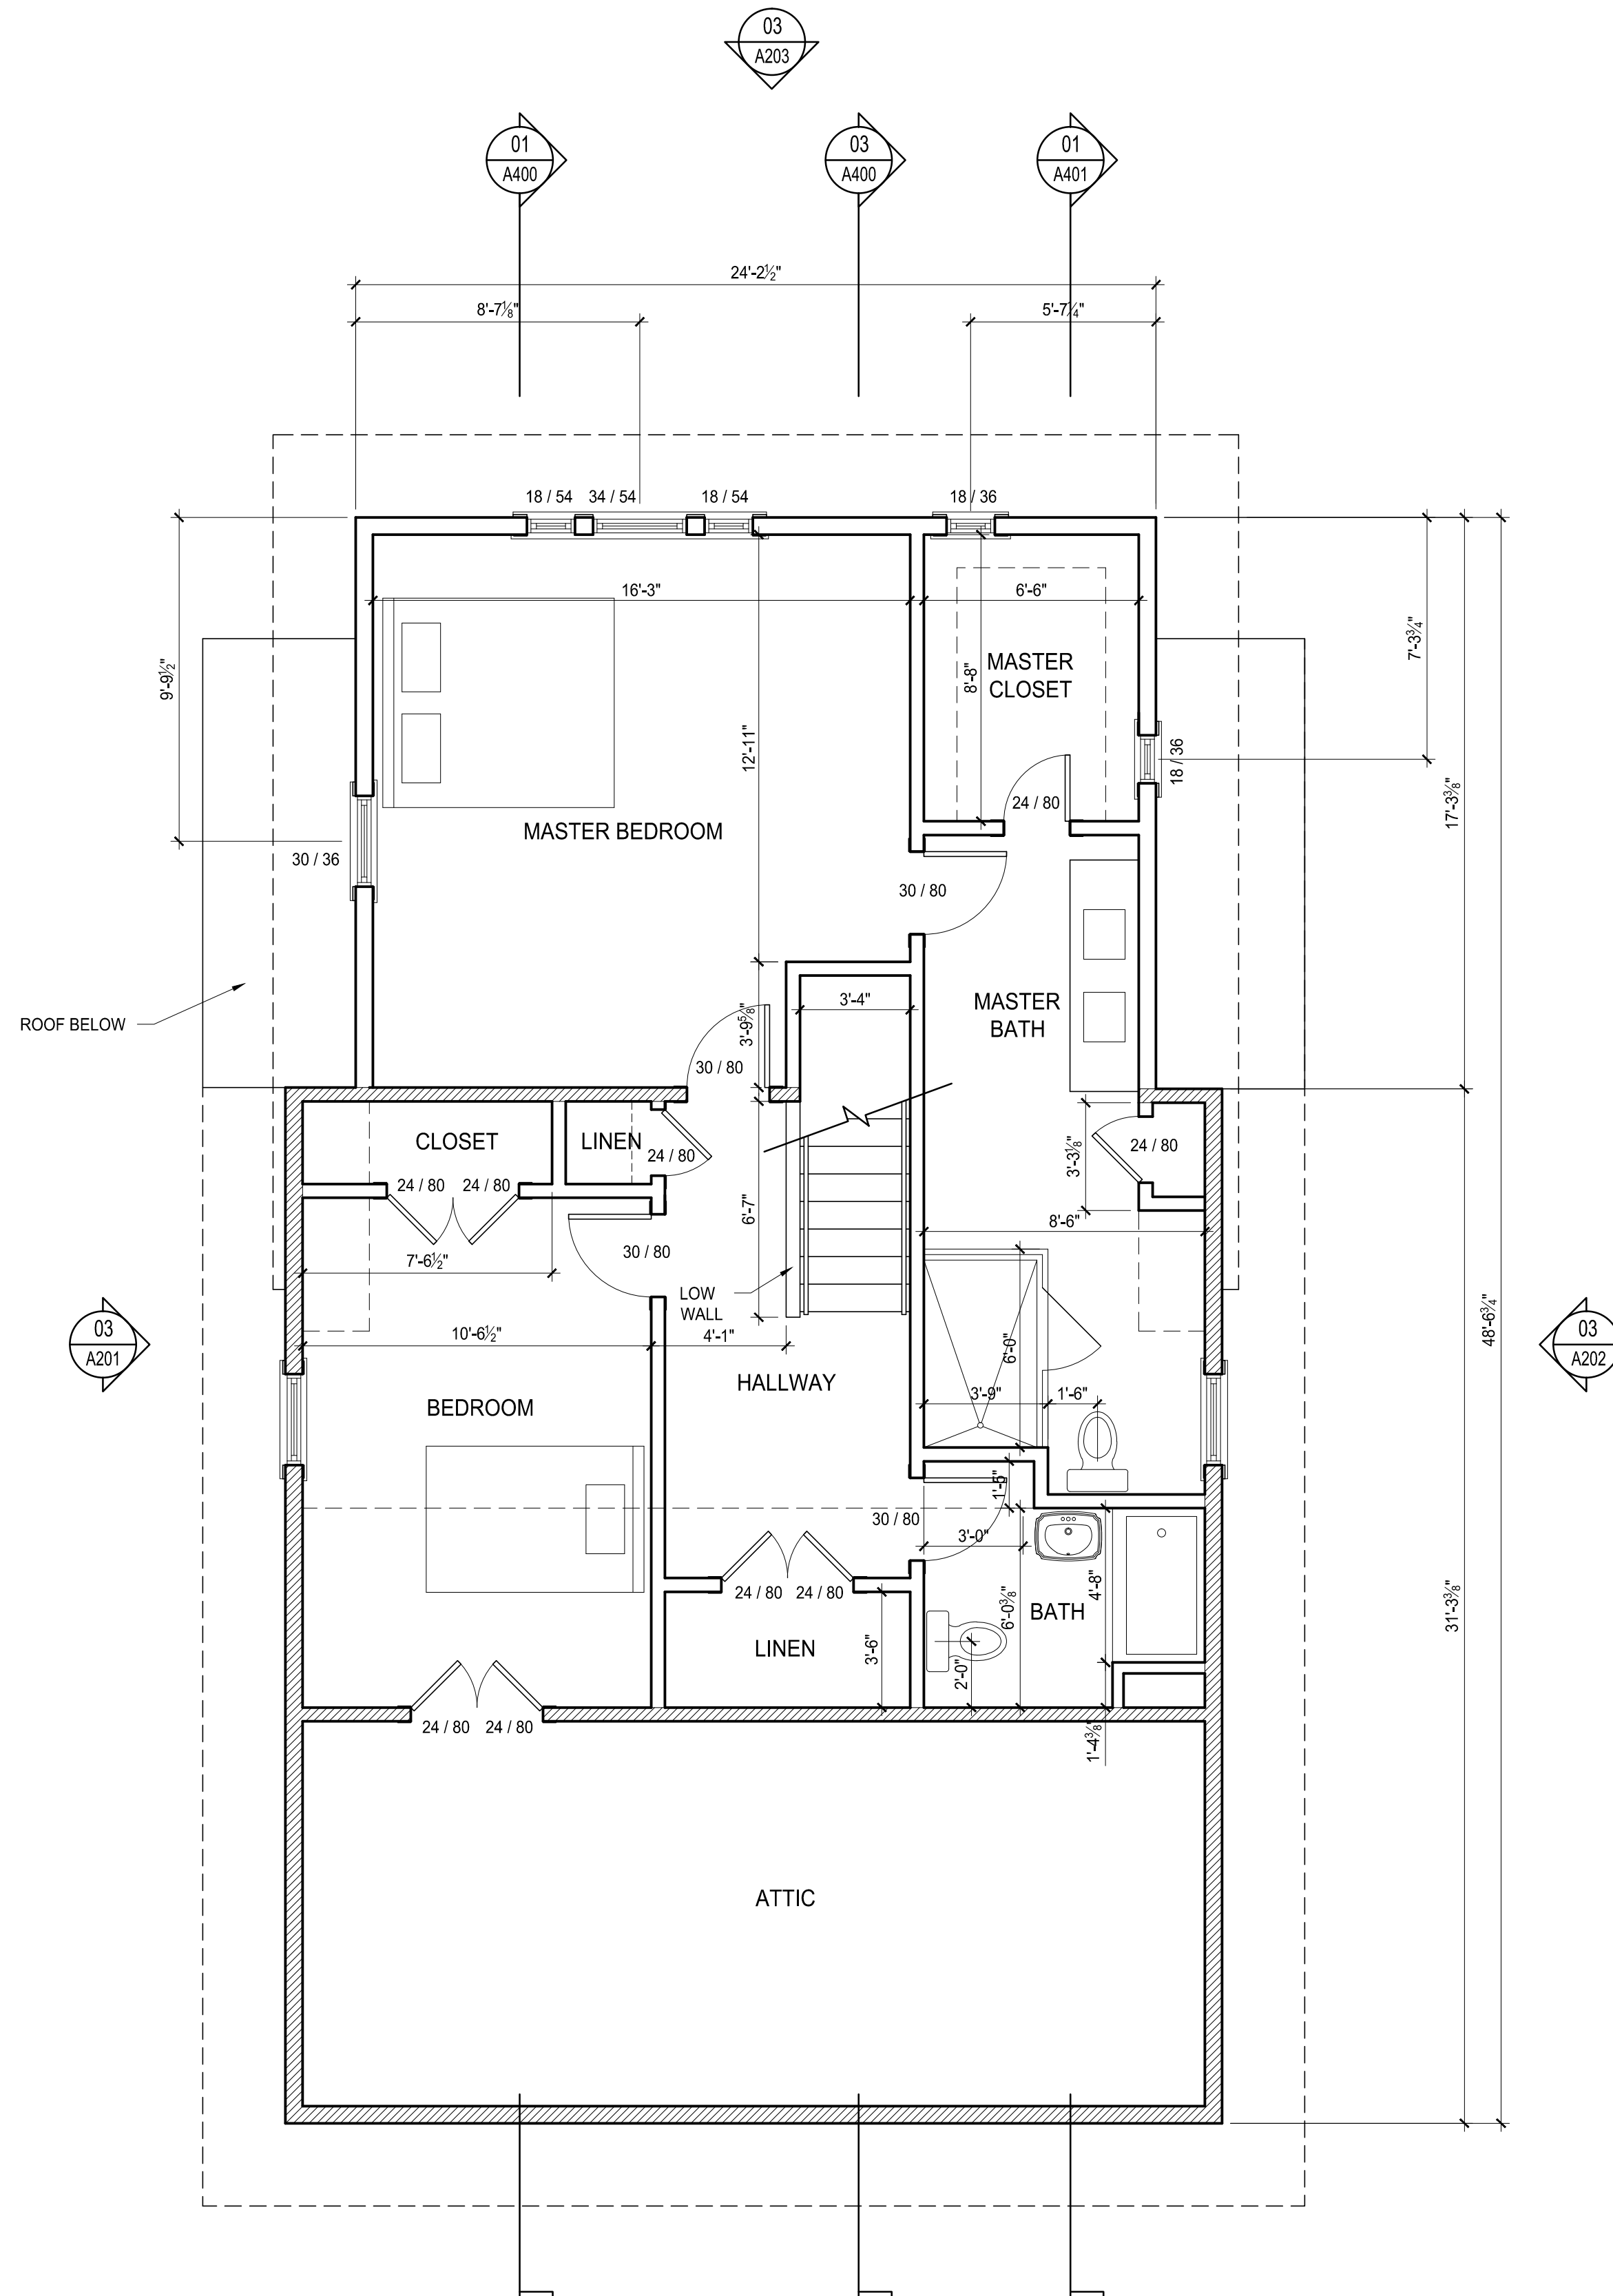 03
A203
01
A400
03
A400
01
A401
24'-2½"
8'-7⅛"
5'-7¼"
18 / 54
34 / 54
18 / 54
18 / 36
16'-3"
6'-6"
MASTER
CLOSET
8'-8"
9'-9½"
7'-3¾"
12'-11"
18 / 36
17'-3⅜"
24 / 80
MASTER BEDROOM
30 / 36
30 / 80
MASTER
BATH
3'-4"
ROOF BELOW
3'-9⅝"
30 / 80
CLOSET
LINEN
24 / 80
24 / 80
3'-3⅛"
24 / 80
24 / 80
6'-7"
8'-6"
30 / 80
7'-6½"
LOW
WALL
03
A201
10'-6½"
4'-1"
6'-0"
48'-6¾"
03
A202
HALLWAY
3'-9"
1'-6"
BEDROOM
1'-5"
30 / 80
3'-0"
24 / 80
24 / 80
6'-0⅜"
4'-8"
BATH
31'-3⅜"
LINEN
3'-6"
2'-0"
24 / 80
24 / 80
1'-4⅜"
ATTIC